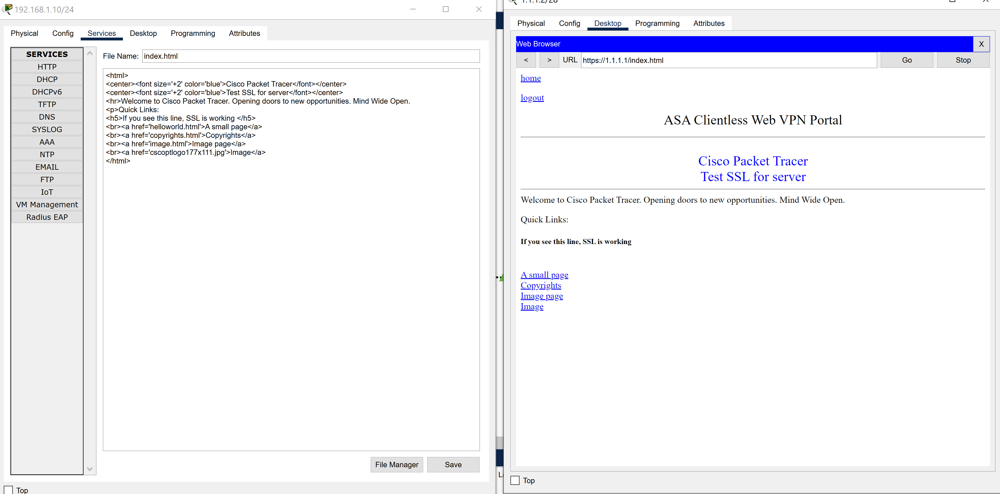 192.168.1.10/24
Physical Config Services Desktop Programming Attributes
SERVICES
HTTP
DHCP
DHCPv6
TFTP
DNS
SYSLOG
AAA
NTP
EMAIL
FTP
IoT
VM Management
Radius EAP
File Name: index.html
<html>
<center><font size='+2' color='blue'>Cisco Packet Tracer</font></center>
<center><font size='+2' color='blue'>Test SSL for server</font></center>
<hr>Welcome to Cisco Packet Tracer. Opening doors to new opportunities. Mind Wide Open.
<p>Quick Links:
<h5>If you see this line, SSL is working </h5>
<br><a href='helloworld.html'>A small page</a>
<br><a href='copyrights.html'>Copyrights</a>
<br><a href='image.html'>Image page</a>
<br><a href='cscoptlogo177x111.jpg'>Image</a>
</html>
File Manager Save
Top
1.1.1.2/28
Physical Config Desktop Programming Attributes
Web Browser X
< > URL https://1.1.1.1/index.html Go Stop
home
logout
ASA Clientless Web VPN Portal
Cisco Packet Tracer
Test SSL for server
Welcome to Cisco Packet Tracer. Opening doors to new opportunities. Mind Wide Open.
Quick Links:
If you see this line, SSL is working
A small page
Copyrights
Image page
Image
Top